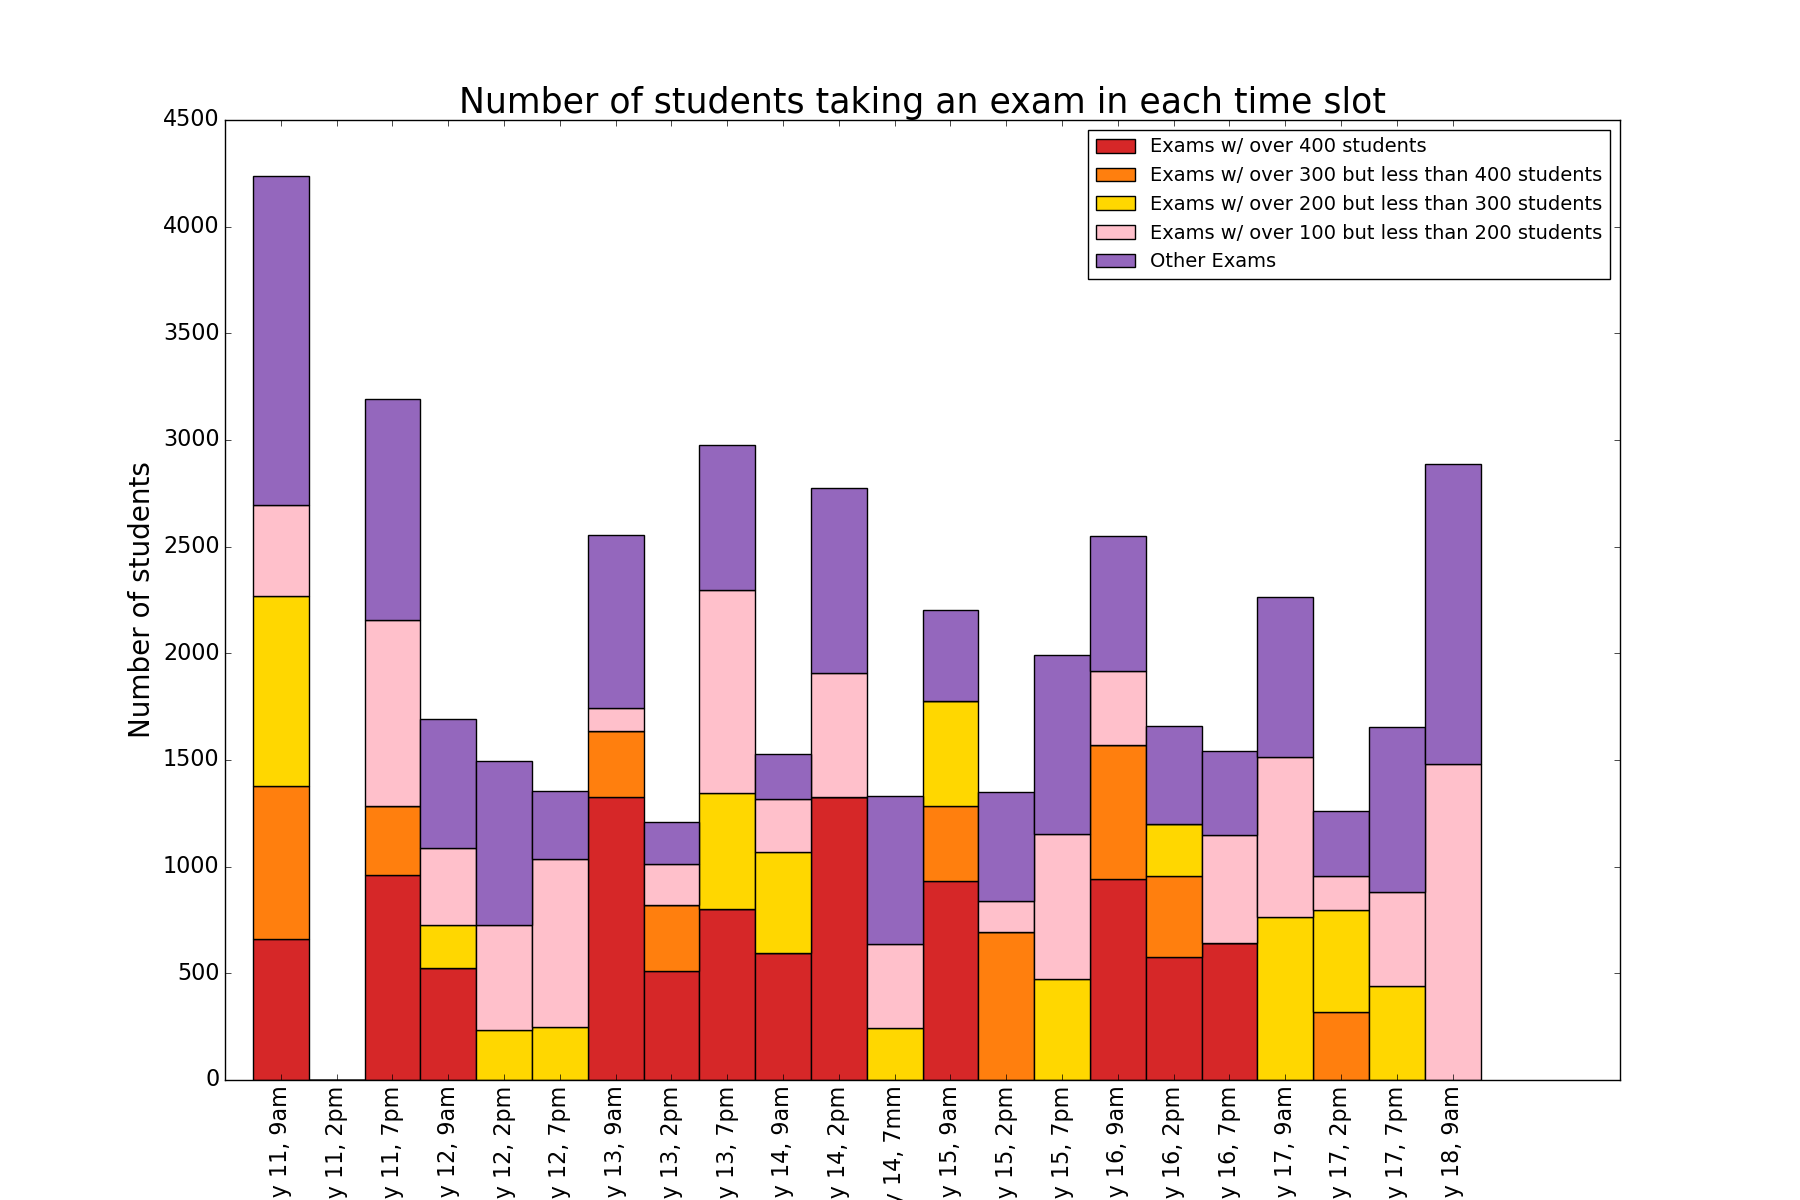 Number of students taking an exam in each time slot
Number of students
4500
4000
3500
3000
2500
2000
1500
1000
500
0
Exams w/ over 400 students
Exams w/ over 300 but less than 400 students
Exams w/ over 200 but less than 300 students
Exams w/ over 100 but less than 200 students
Other Exams
y 11, 9am
y 11, 2pm
y 11, 7pm
y 12, 9am
y 12, 2pm
y 12, 7pm
y 13, 9am
y 13, 2pm
y 13, 7pm
y 14, 9am
y 14, 2pm
y 14, 7mm
y 15, 9am
y 15, 2pm
y 15, 7pm
y 16, 9am
y 16, 2pm
y 16, 7pm
y 17, 9am
y 17, 2pm
y 17, 7pm
y 18, 9am